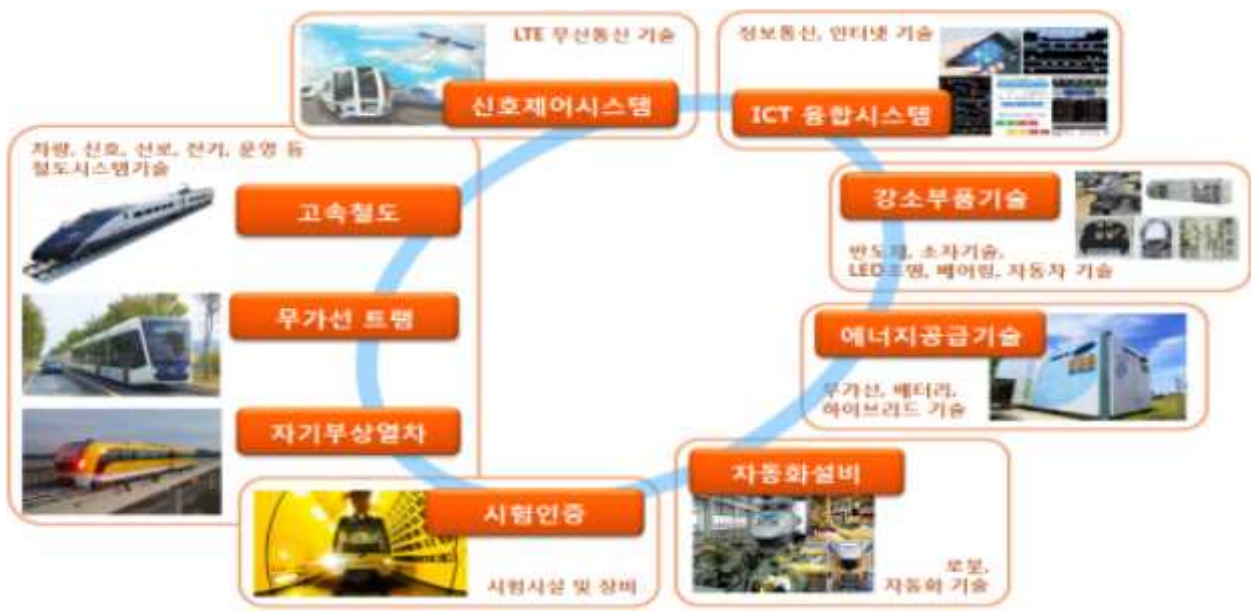 LTE 무선통신 기술
신호제어시스템
정보통신, 인터넷 기술
ICT 융합시스템
차량, 신호, 선로, 전기, 운영 등
철도시스템기술
고속철도
무가선 트램
자기부상열차
강소부품기술
반도체, 소자기술,
LED조명, 베어링, 자동차 기술
에너지공급기술
무가선, 배터리,
하이브리드 기술
자동화설비
로봇,
자동화 기술
시험인증
시험시설 및 장비